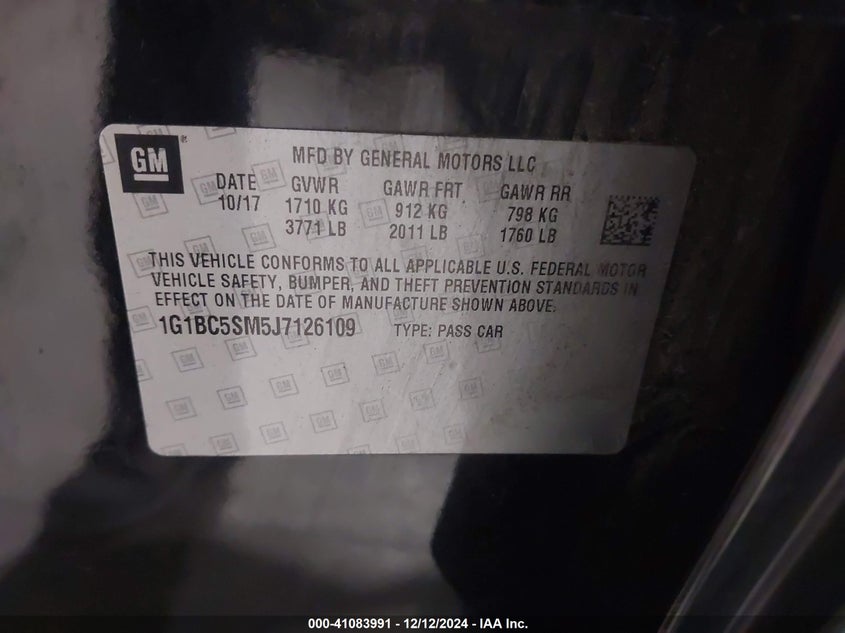 GM
MFD BY GENERAL MOTORS LLC
DATE GVWR GAWR FRT GAWR RR
10/17 1710 KG 912 KG 798 KG
3771 LB 2011 LB 1760 LB
THIS VEHICLE CONFORMS TO ALL APPLICABLE U.S. FEDERAL MOTOR
VEHICLE SAFETY, BUMPER, AND THEFT PREVENTION STANDARDS IN
EFFECT ON THE DATE OF MANUFACTURE SHOWN ABOVE.
1G1BC5SM5J7126109 TYPE: PASS CAR
000-41083991 - 12/12/2024 - IAA Inc.